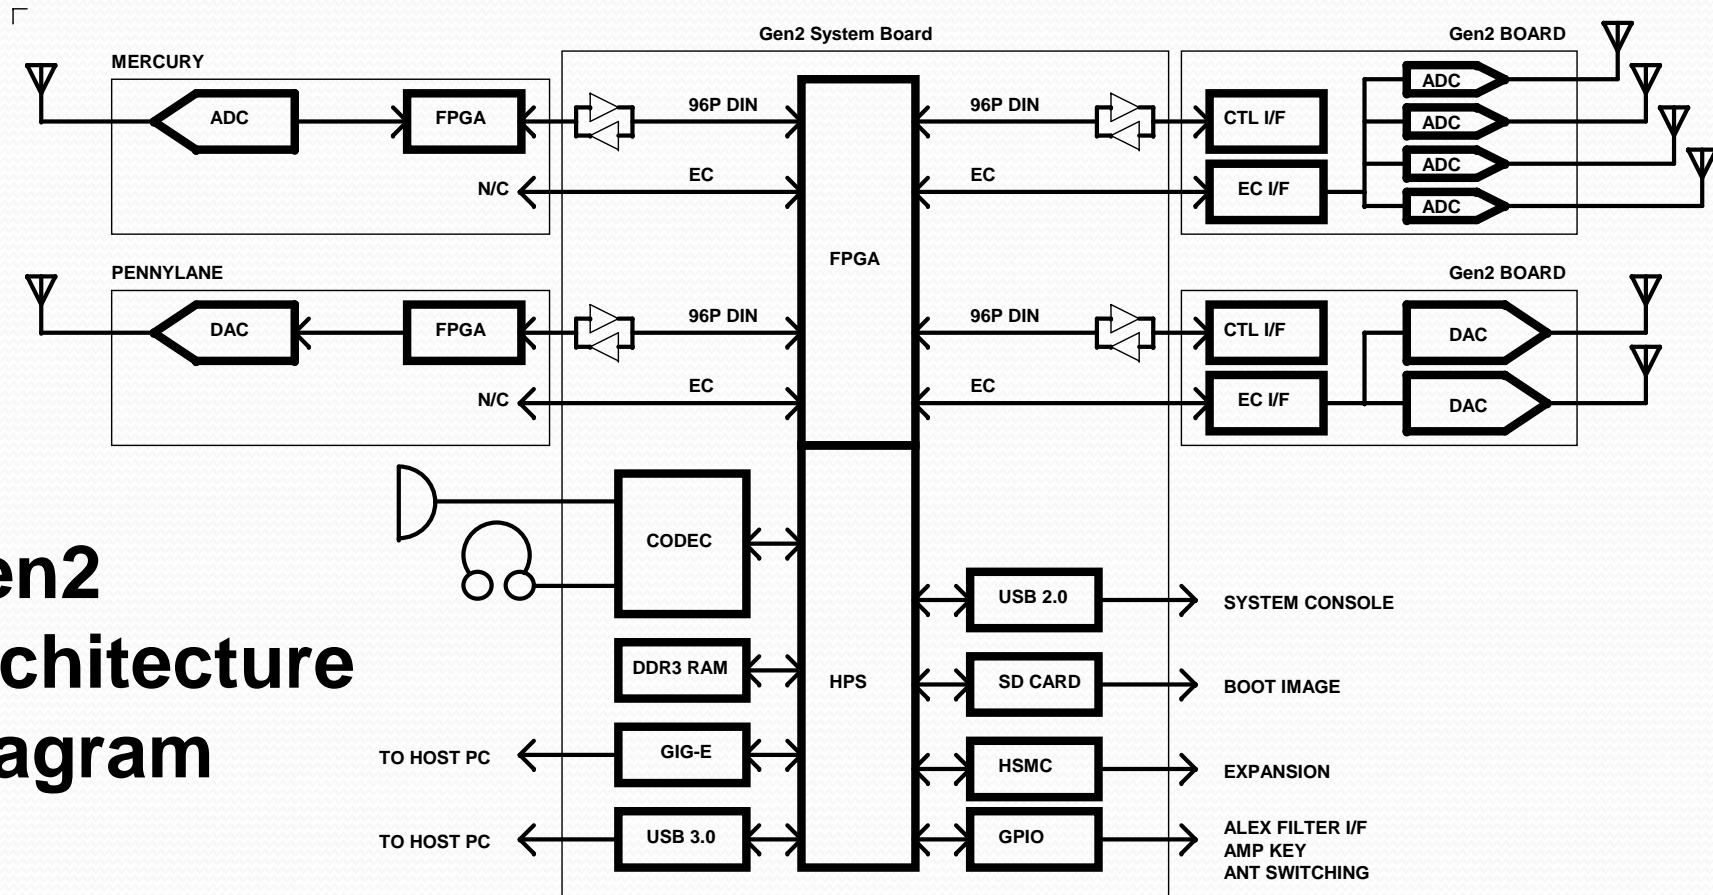 Gen2 System Board
MERCURY
ADC
FPGA
96P DIN
N/C
EC
PENNYLANE
DAC
FPGA
96P DIN
N/C
EC
FPGA
HPS
Gen2 BOARD
96P DIN
CTL I/F
EC
EC I/F
ADC
ADC
ADC
ADC
Gen2 BOARD
96P DIN
CTL I/F
EC
EC I/F
DAC
DAC
CODEC
DDR3 RAM
GIG-E
TO HOST PC
USB 3.0
TO HOST PC
USB 2.0
SYSTEM CONSOLE
SD CARD
BOOT IMAGE
HSMC
EXPANSION
GPIO
ALEX FILTER I/F
AMP KEY
ANT SWITCHING
en2
chitecture
agram